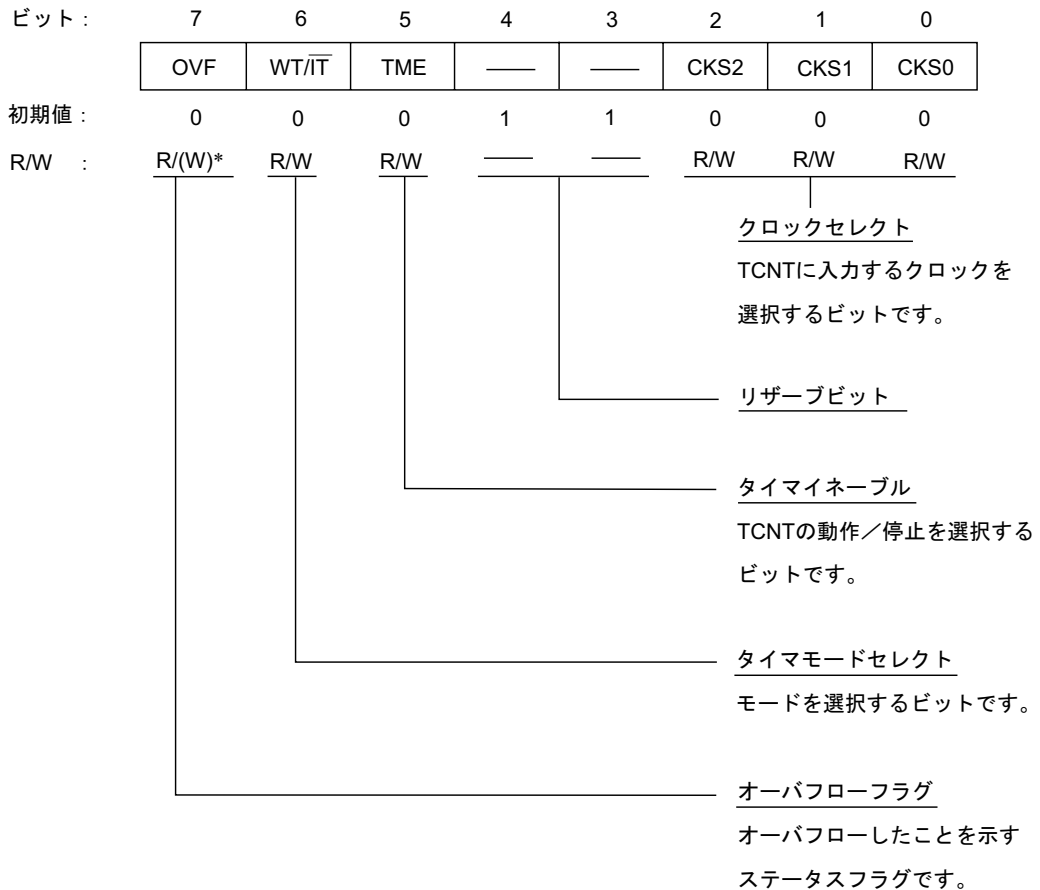 ビット： 7 6 5 4 3 2 1 0
OVF WT/I̅T̅ TME —— —— CKS2 CKS1 CKS0
初期値： 0 0 0 1 1 0 0 0
R/W ： R/(W)* R/W R/W —— —— R/W R/W R/W
クロックセレクト
TCNTに入力するクロックを
選択するビットです。
リザーブビット
タイマイネーブル
TCNTの動作／停止を選択する
ビットです。
タイマモードセレクト
モードを選択するビットです。
オーバフローフラグ
オーバフローしたことを示す
ステータスフラグです。